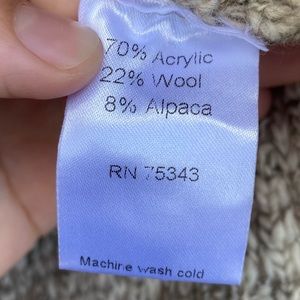 70% Acrylic
22% Wool
8% Alpaca
RN 75343
Machine wash cold